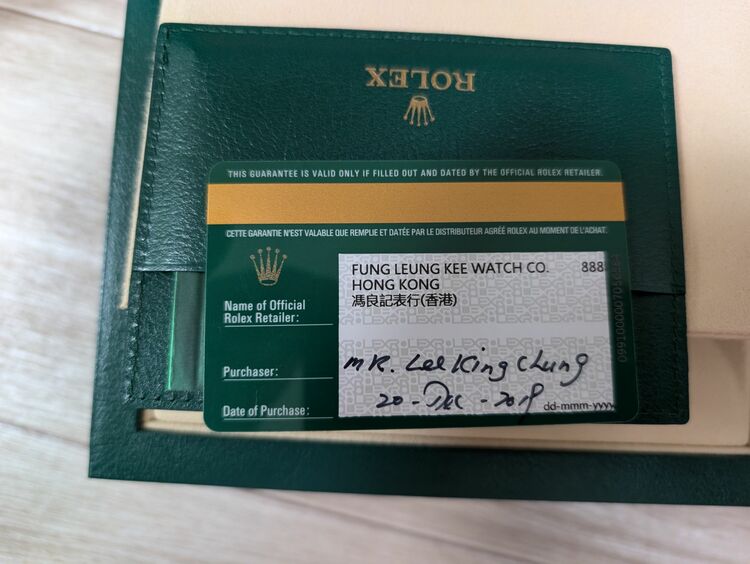 ROLEX
THIS GUARANTEE IS VALID ONLY IF FILLED OUT AND DATED BY THE OFFICIAL ROLEX RETAILER.
CETTE GARANTIE N'EST VALABLE QUE REMPLIE ET DATÉE PAR LE DISTRIBUTEUR AGRÉÉ ROLEX AU MOMENT DE L'ACHAT.
Name of Official
Rolex Retailer:
FUNG LEUNG KEE WATCH CO. 888
HONG KONG
馮良記表行(香港)
Purchaser:
MR. Lee King Chung
Date of Purchase:
20-Dec-2019
dd-mmm-yyyy